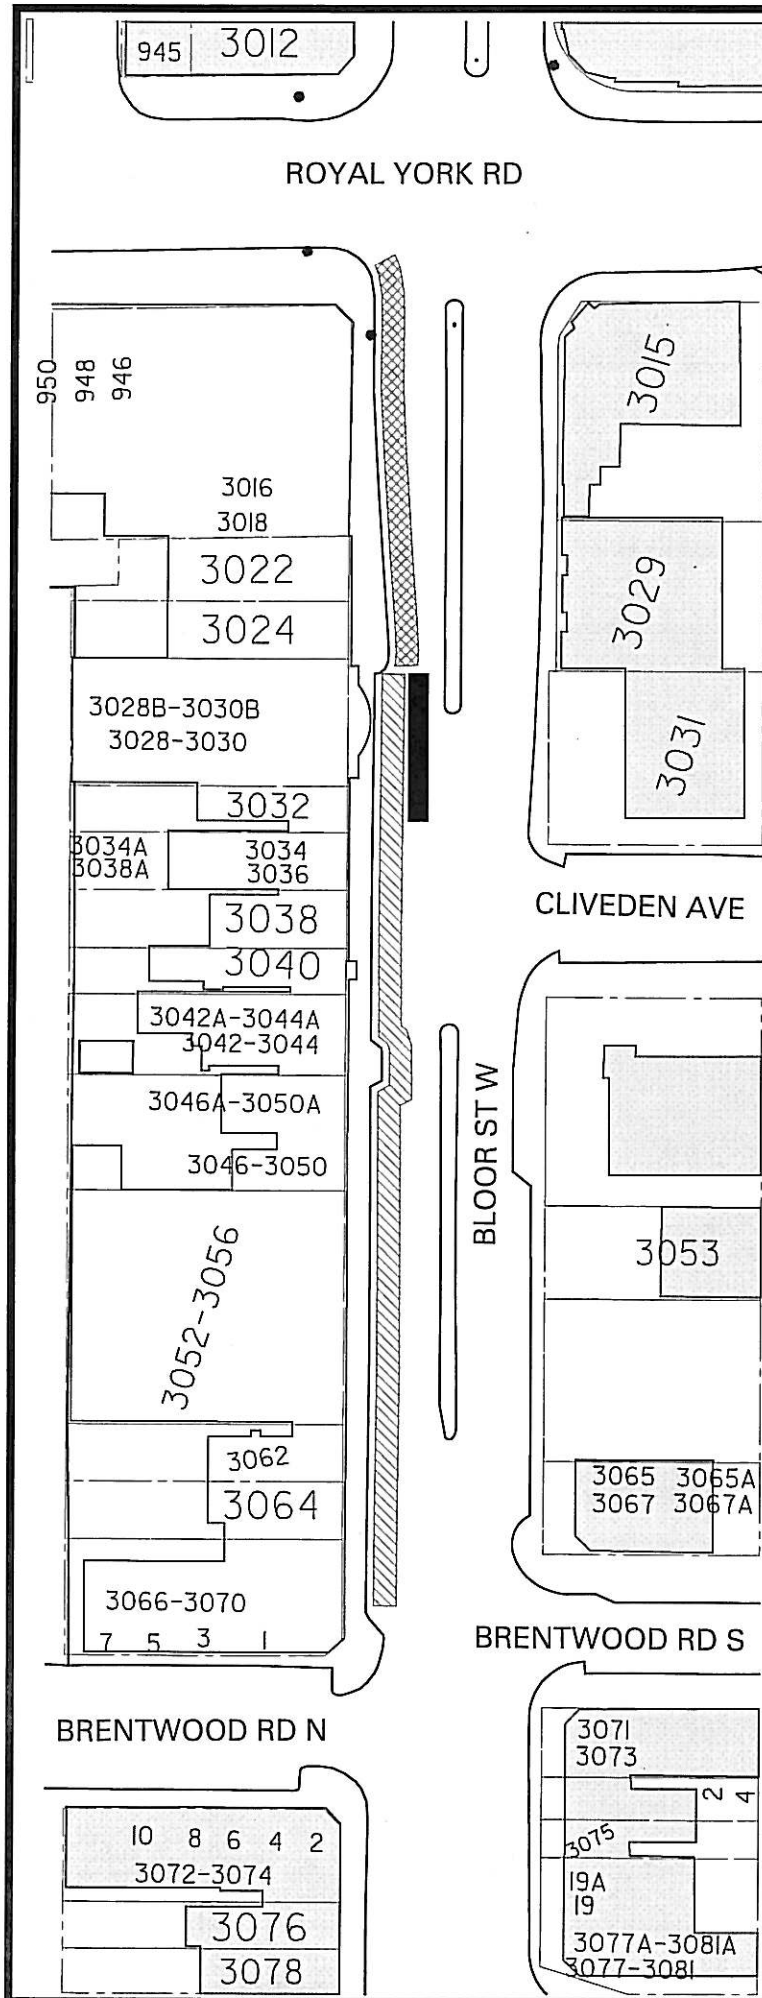 945 3012
ROYAL YORK RD
950
948
946
3015
3016
3018
3022
3024
3029
3028B-3030B
3028-3030
3031
3032
3034A
3038A
3034
3036
3038
CLIVEDEN AVE
3040
3042A-3044A
3042-3044
3046A-3050A
3046-3050
BLOOR ST W
3053
3052-3056
3062
3064
3065 3065A
3067 3067A
3066-3070
7 5 3 1
BRENTWOOD RD S
BRENTWOOD RD N
3071
3073
2
4
3075
10 8 6 4 2
3072-3074
3076
3078
19A
19
3077A-3081A
3077-3081